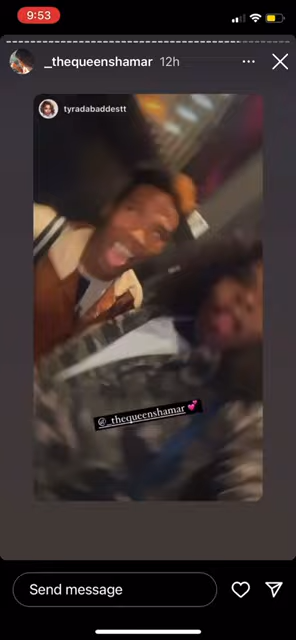 9:53
_thequeenshamar 12h
tyradabaddestt
@_thequeenshamar 💕
Send message